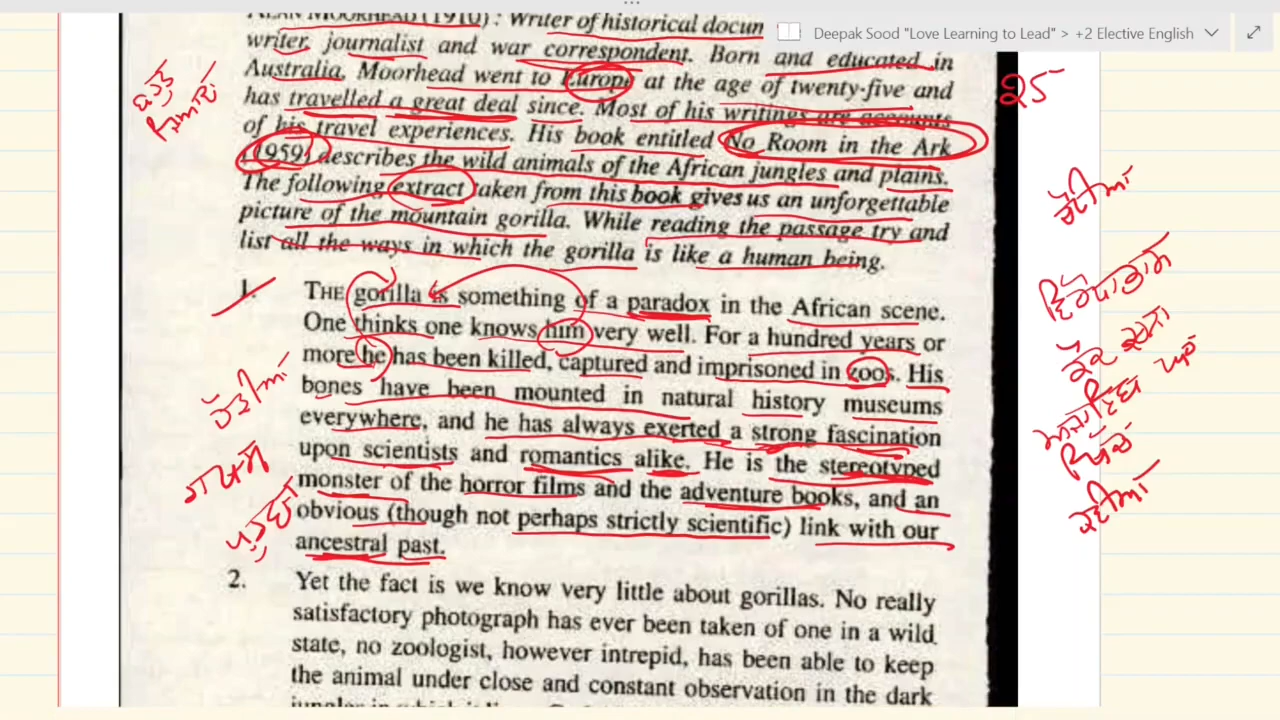 Deepak Sood "Love Learning to Lead" > +2 Elective English
ALAN MOORHEAD (1910) : Writer of historical docum
writer, journalist and war correspondent. Born and educated in
Australia, Moorhead went to Europe at the age of twenty-five and
has travelled a great deal since. Most of his writings are accounts
of his travel experiences. His book entitled No Room in the Ark
(1959) describes the wild animals of the African jungles and plains.
The following extract taken from this book gives us an unforgettable
picture of the mountain gorilla. While reading the passage try and
list all the ways in which the gorilla is like a human being.
25
1. THE gorilla is something of a paradox in the African scene.
One thinks one knows him very well. For a hundred years or
more he has been killed, captured and imprisoned in zoos. His
bones have been mounted in natural history museums
everywhere, and he has always exerted a strong fascination
upon scientists and romantics alike. He is the stereotyped
monster of the horror films and the adventure books, and an
obvious (though not perhaps strictly scientific) link with our
ancestral past.
2. Yet the fact is we know very little about gorillas. No really
satisfactory photograph has ever been taken of one in a wild
state, no zoologist, however intrepid, has been able to keep
the animal under close and constant observation in the dark